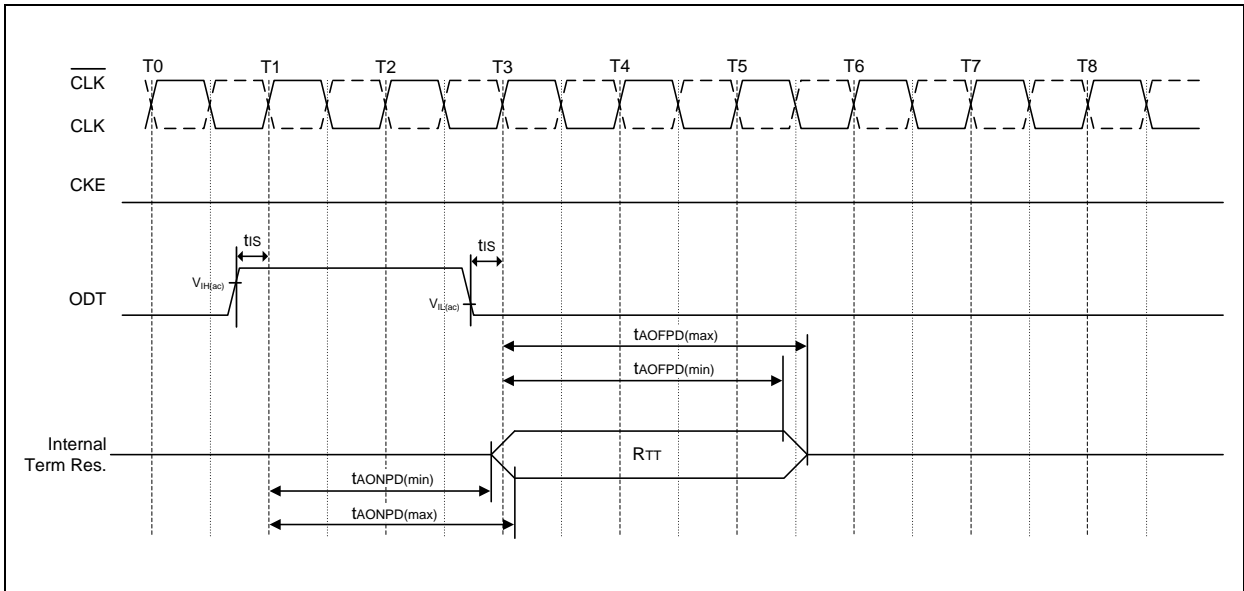 T0 T1 T2 T3 T4 T5 T6 T7 T8
CLK
CLK
CKE
tIS tIS
VIH(ac)
ODT
VIL(ac)
tAOFPD(max)
tAOFPD(min)
Internal
Term Res.
RTT
tAONPD(min)
tAONPD(max)